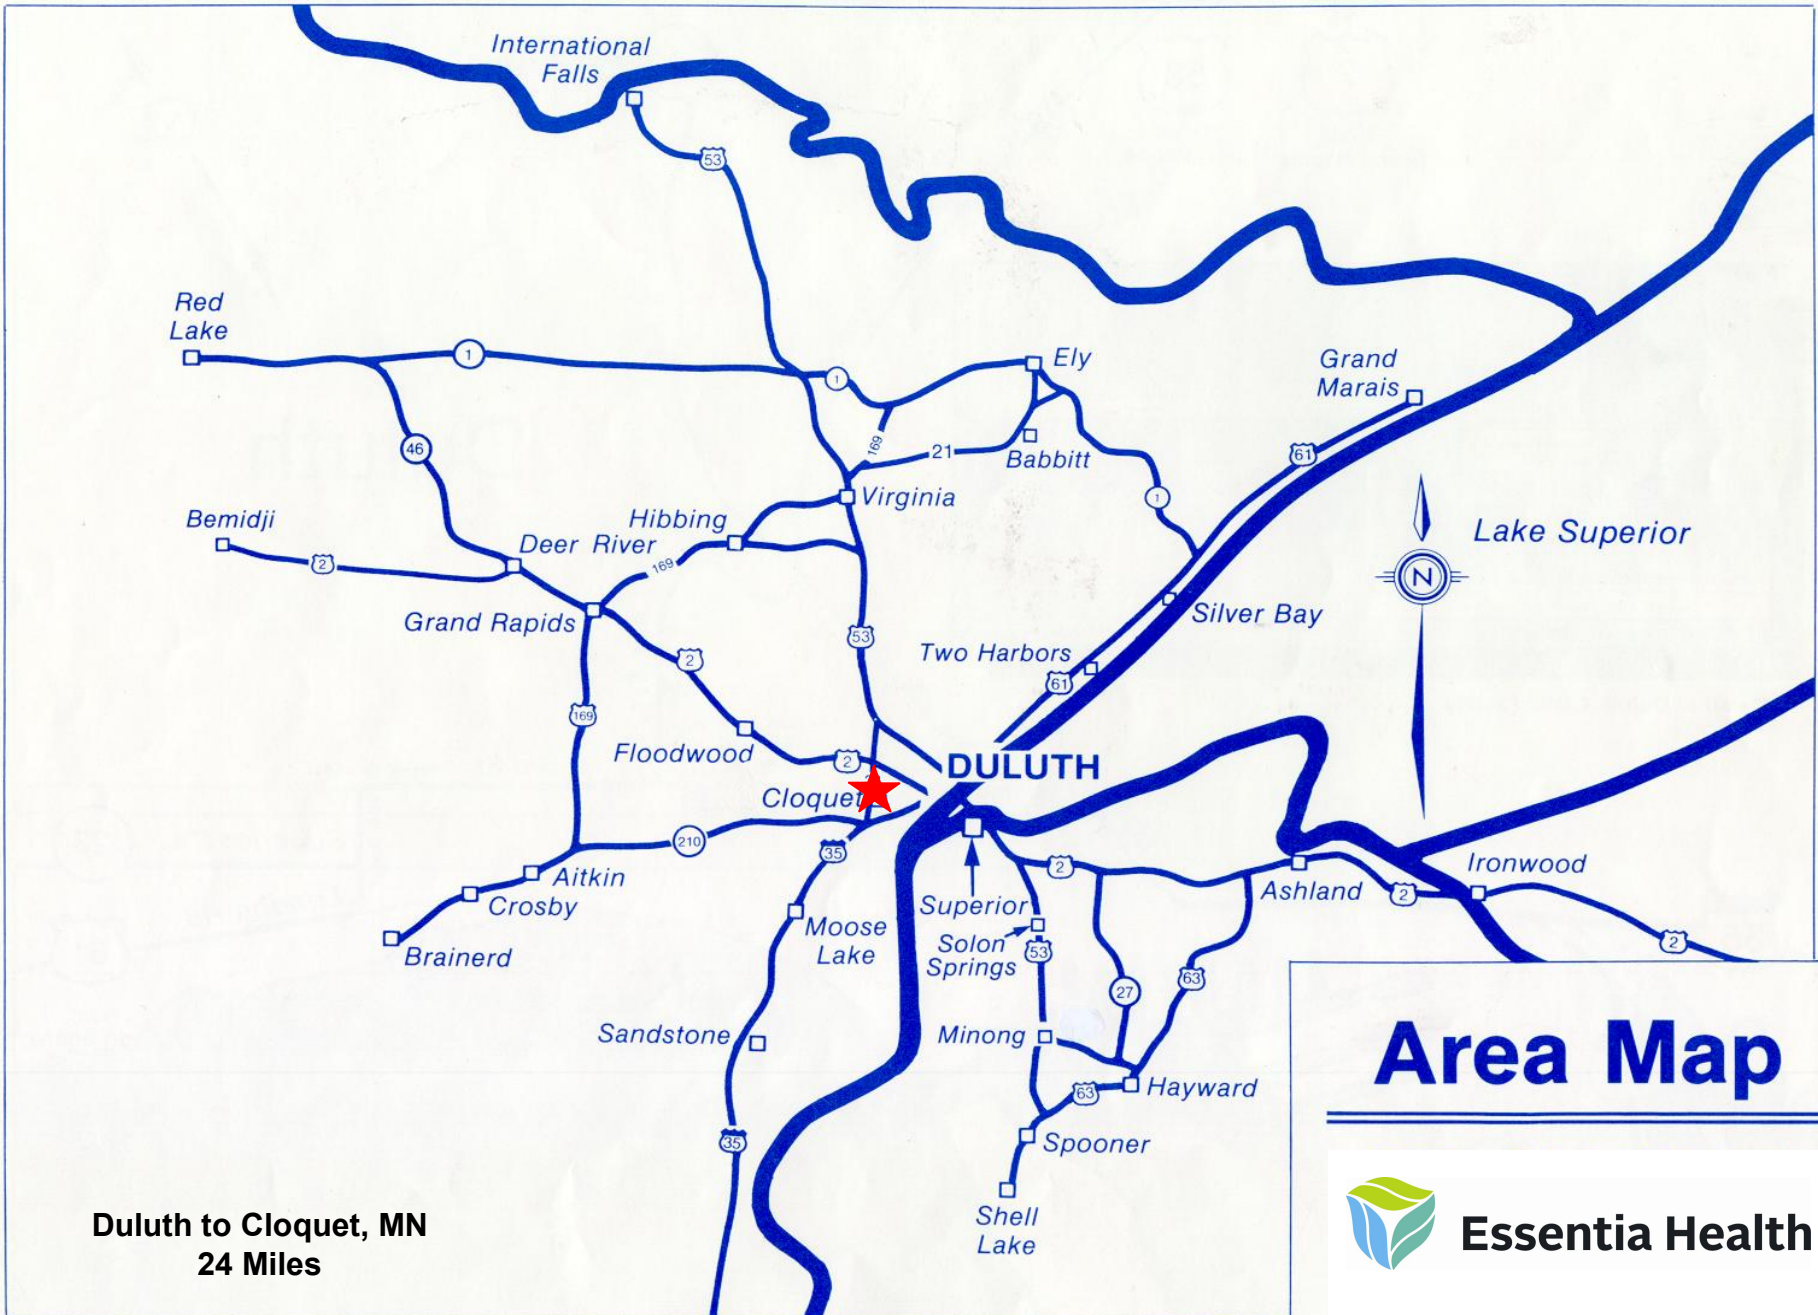 International
Falls
53
Red
Lake
1
1
Ely
Grand
Marais
46
169
21
Babbitt
61
Virginia
1
Bemidji
Hibbing
Lake Superior
Deer River
2
169
N
Grand Rapids
Silver Bay
53
Two Harbors
2
61
169
Floodwood
2
DULUTH
Cloquet
210
35
2
Ironwood
Aitkin
Ashland
2
Crosby
Superior
Moose
Lake
Solon
Springs
53
2
Brainerd
63
27
Sandstone
Minong
Area Map
63
Hayward
35
Spooner
Shell
Lake
Duluth to Cloquet, MN
24 Miles
Essentia Health